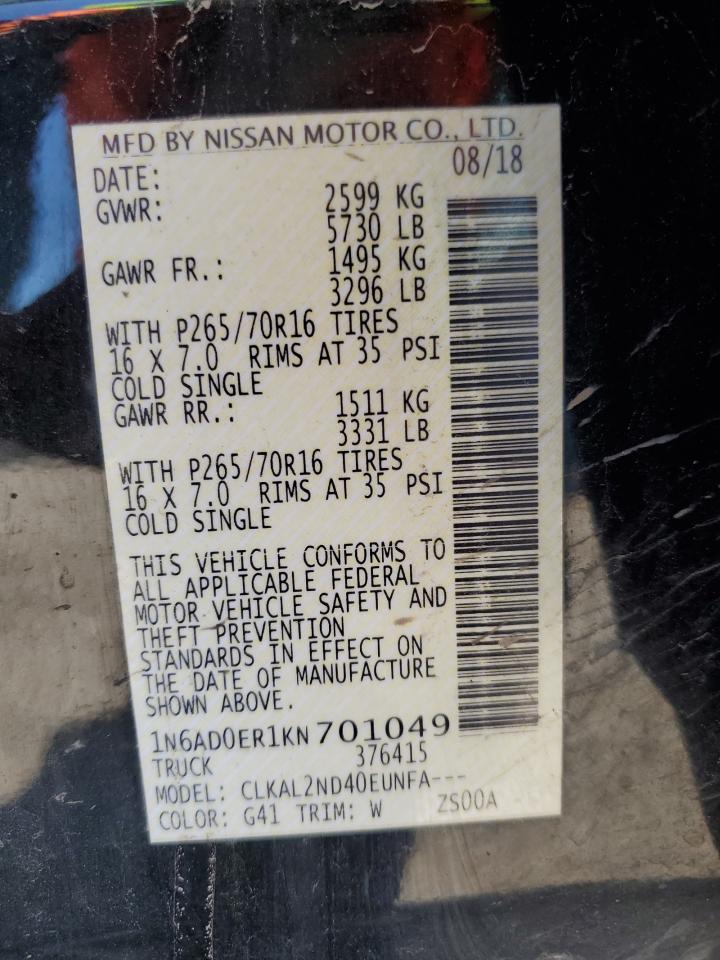 MFD BY NISSAN MOTOR CO., LTD.
DATE: 08/18
GVWR: 2599 KG
5730 LB
GAWR FR.: 1495 KG
3296 LB
WITH P265/70R16 TIRES
16 X 7.0 RIMS AT 35 PSI
COLD SINGLE
GAWR RR.: 1511 KG
3331 LB
WITH P265/70R16 TIRES
16 X 7.0 RIMS AT 35 PSI
COLD SINGLE
THIS VEHICLE CONFORMS TO
ALL APPLICABLE FEDERAL
MOTOR VEHICLE SAFETY AND
THEFT PREVENTION
STANDARDS IN EFFECT ON
THE DATE OF MANUFACTURE
SHOWN ABOVE.
1N6AD0ER1KN701049
TRUCK 376415
MODEL: CLKAL2ND40EUNFA---
COLOR: G41 TRIM: W ZS00A